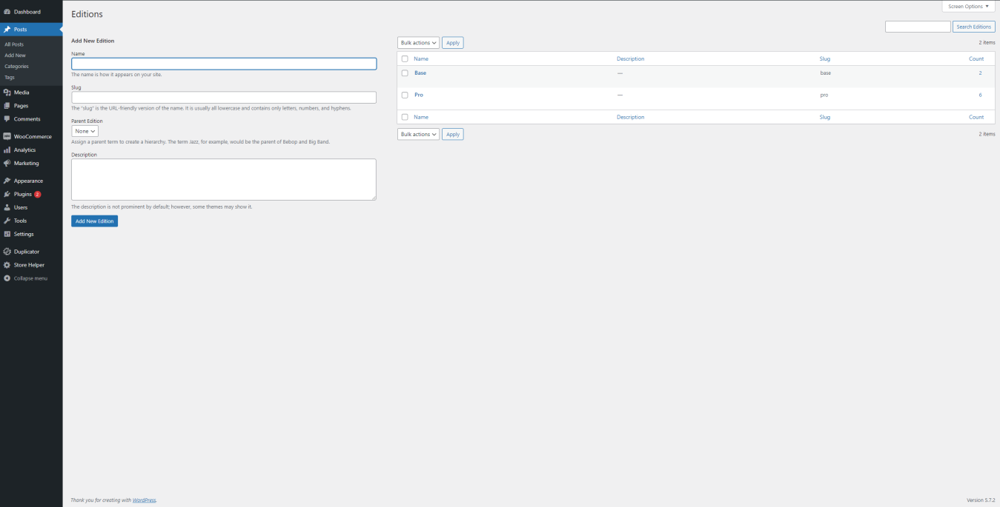 Dashboard
Posts
All Posts
Add New
Categories
Tags
Media
Pages
Comments
WooCommerce
Analytics
Marketing
Appearance
Plugins 2
Users
Tools
Settings
Duplicator
Store Helper
Collapse menu
Screen Options ▼
Editions
Search Editions
Add New Edition
Name
The name is how it appears on your site.
Slug
The "slug" is the URL-friendly version of the name. It is usually all lowercase and contains only letters, numbers, and hyphens.
Parent Edition
None
Assign a parent term to create a hierarchy. The term Jazz, for example, would be the parent of Bebop and Big Band.
Description
The description is not prominent by default; however, some themes may show it.
Add New Edition
Bulk actions Apply 2 items
Name Description Slug Count
Base — base 2
Pro — pro 6
Name Description Slug Count
Bulk actions Apply 2 items
Thank you for creating with WordPress.
Version 5.7.2